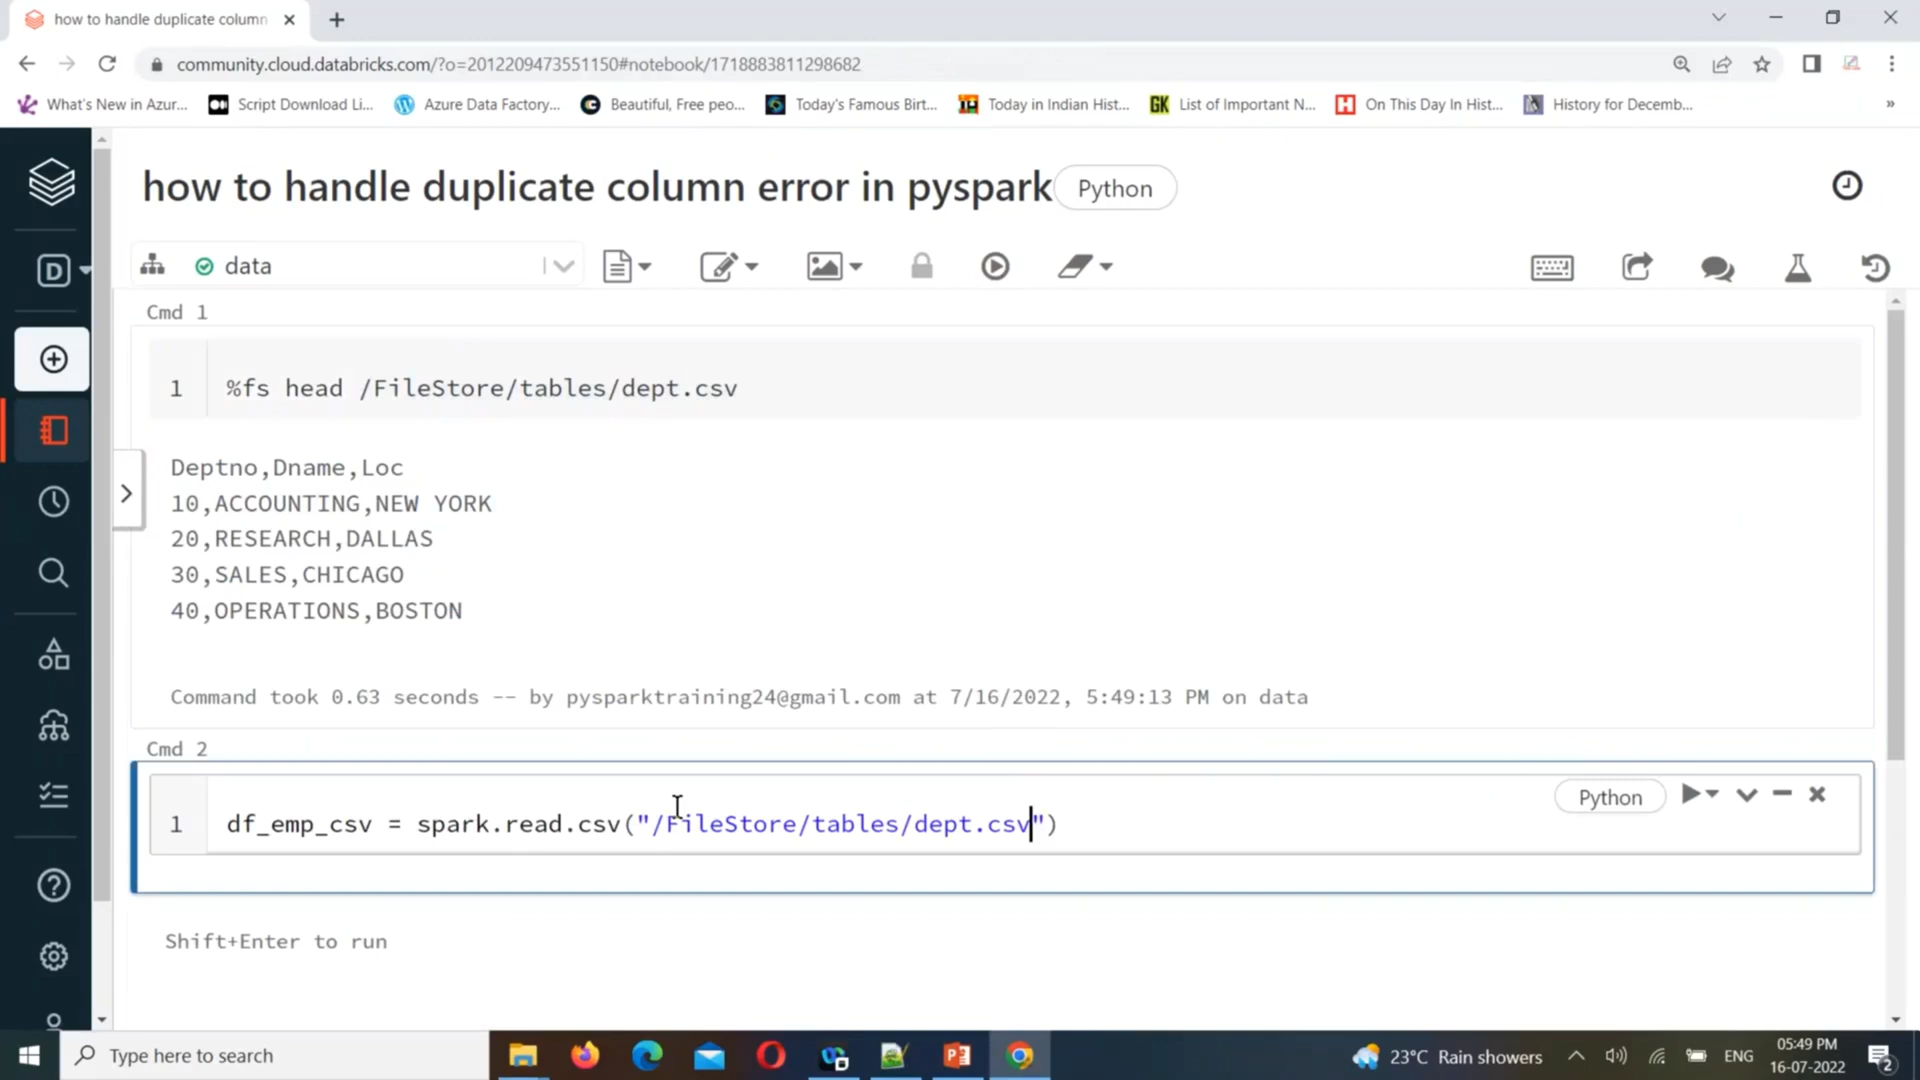 how to handle duplicate column
community.cloud.databricks.com/?o=2012209473551150#notebook/1718883811298682
What's New in Azur... Script Download Li... Azure Data Factory... Beautiful, Free peo... Today's Famous Birt... Today in Indian Hist... GK List of Important N... H On This Day In Hist... History for Decemb... »
how to handle duplicate column error in pyspark Python
D
data
Cmd 1
1 %fs head /FileStore/tables/dept.csv
Deptno,Dname,Loc
10,ACCOUNTING,NEW YORK
20,RESEARCH,DALLAS
30,SALES,CHICAGO
40,OPERATIONS,BOSTON
Command took 0.63 seconds -- by pysparktraining24@gmail.com at 7/16/2022, 5:49:13 PM on data
Cmd 2
Python
1 df_emp_csv = spark.read.csv("/FileStore/tables/dept.csv")
Shift+Enter to run
Type here to search
23°C Rain showers
ENG
05:49 PM
16-07-2022
2